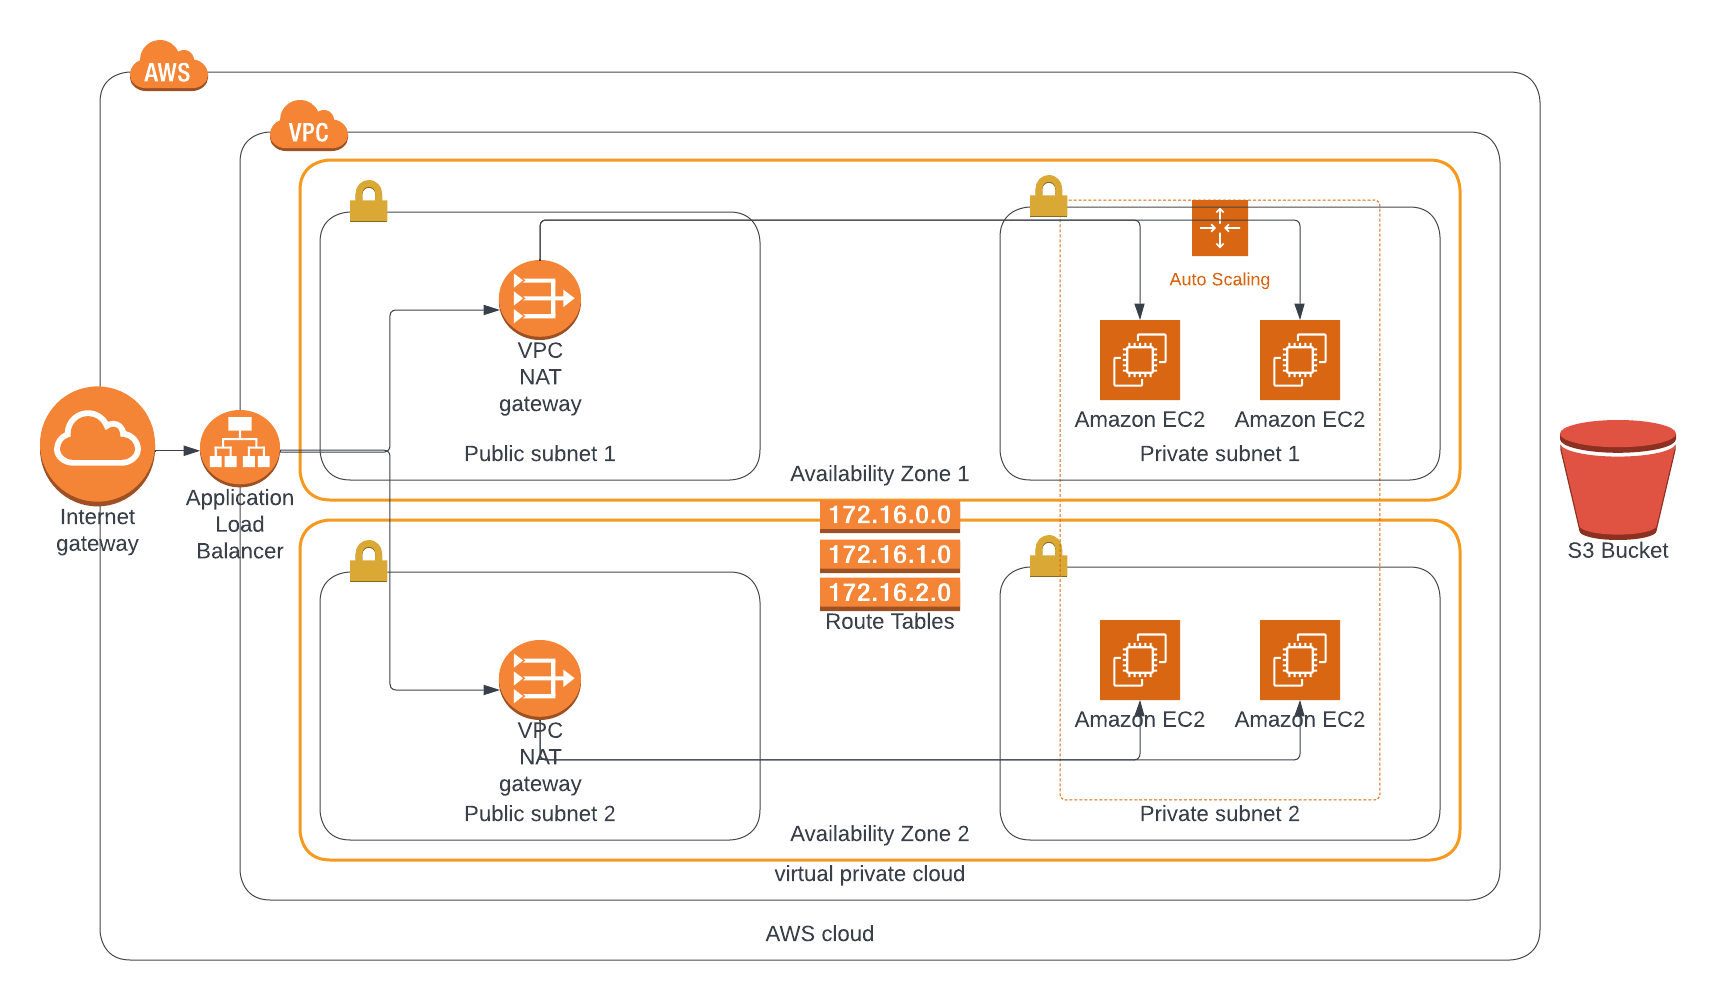 AWS
VPC
Auto Scaling
VPC
NAT
gateway
Amazon EC2
Amazon EC2
Public subnet 1
Private subnet 1
Availability Zone 1
Internet
gateway
Application
Load
Balancer
172.16.0.0
172.16.1.0
172.16.2.0
Route Tables
S3 Bucket
VPC
NAT
gateway
Amazon EC2
Amazon EC2
Public subnet 2
Private subnet 2
Availability Zone 2
virtual private cloud
AWS cloud